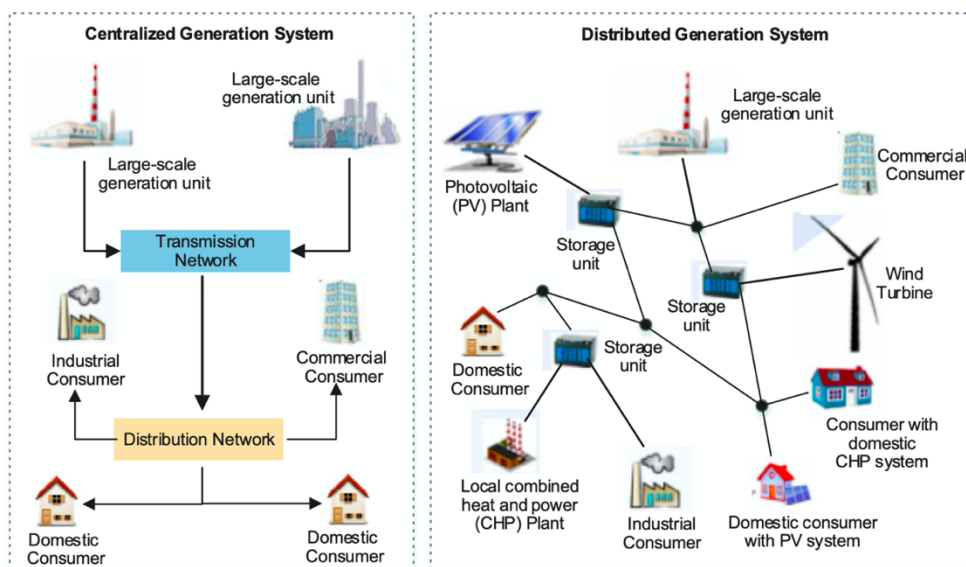 Centralized Generation System
Large-scale
generation unit
Large-scale
generation unit
Transmission
Network
Industrial
Consumer
Commercial
Consumer
Distribution Network
Domestic
Consumer
Domestic
Consumer
Distributed Generation System
Large-scale
generation unit
Photovoltaic
(PV) Plant
Commercial
Consumer
Storage
unit
Storage
unit
Wind
Turbine
Domestic
Consumer
Storage
unit
Consumer with
domestic
CHP system
Local combined
heat and power
(CHP) Plant
Industrial
Consumer
Domestic consumer
with PV system